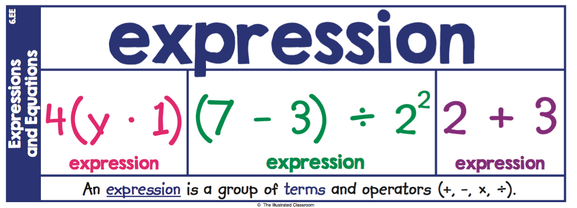 6.EE
Expressions
and Equations
expression
4(y · 1)
expression
(7 - 3) ÷ 2²
expression
2 + 3
expression
An expression is a group of terms and operators (+, -, x, ÷).
© The Illustrated Classroom